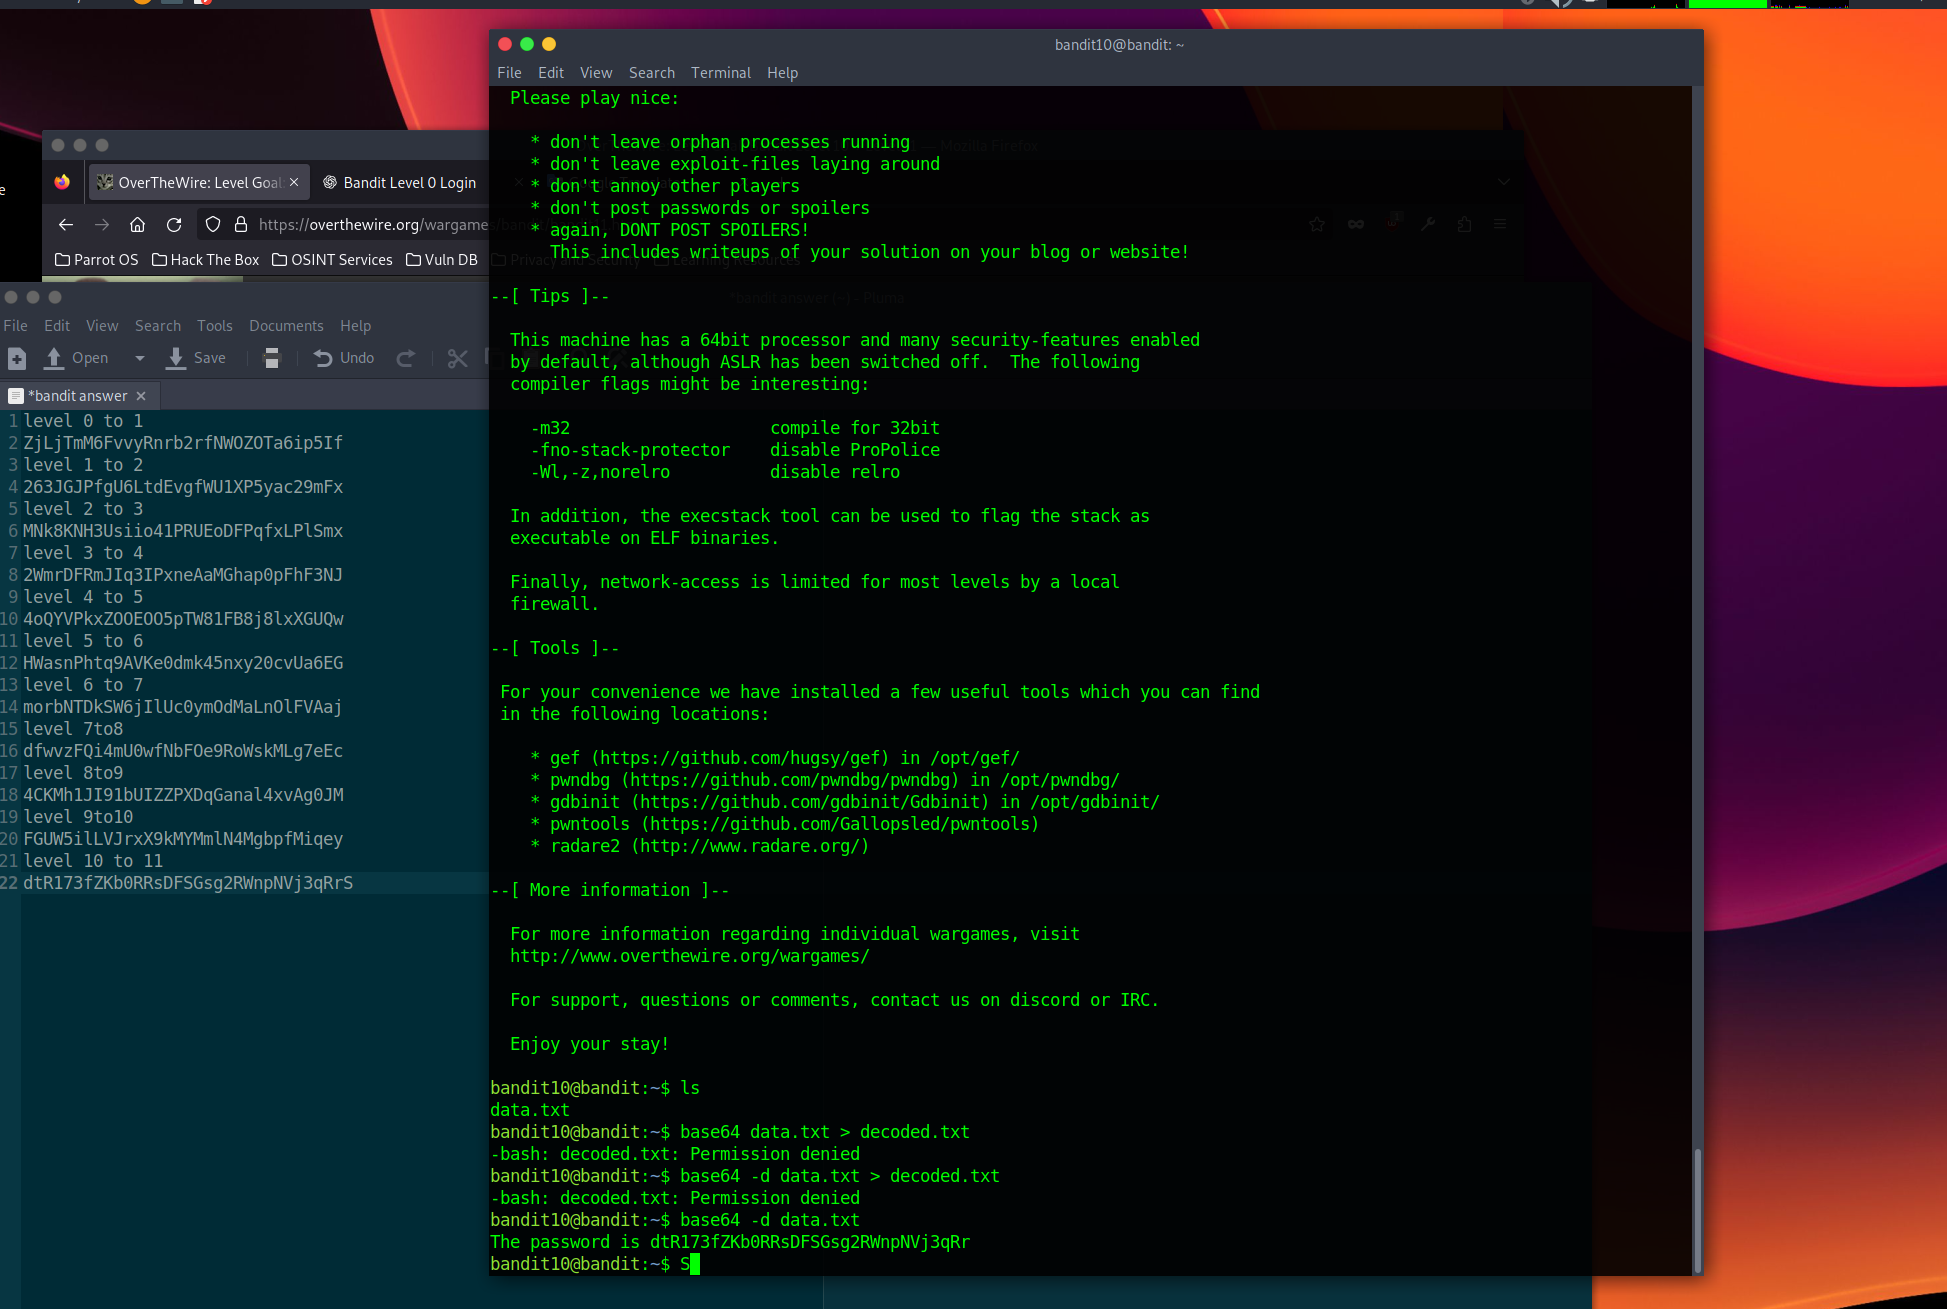 bandit10@bandit: ~
File Edit View Search Terminal Help
Please play nice:
* don't leave orphan processes running
* don't leave exploit-files laying around
* don't annoy other players
* don't post passwords or spoilers
* again, DONT POST SPOILERS!
This includes writeups of your solution on your blog or website!
--[ Tips ]--
This machine has a 64bit processor and many security-features enabled
by default, although ASLR has been switched off.  The following
compiler flags might be interesting:
-m32 compile for 32bit
-fno-stack-protector disable ProPolice
-Wl,-z,norelro disable relro
In addition, the execstack tool can be used to flag the stack as
executable on ELF binaries.
Finally, network-access is limited for most levels by a local
firewall.
--[ Tools ]--
For your convenience we have installed a few useful tools which you can find
in the following locations:
* gef (https://github.com/hugsy/gef) in /opt/gef/
* pwndbg (https://github.com/pwndbg/pwndbg) in /opt/pwndbg/
* gdbinit (https://github.com/gdbinit/Gdbinit) in /opt/gdbinit/
* pwntools (https://github.com/Gallopsled/pwntools)
* radare2 (http://www.radare.org/)
--[ More information ]--
For more information regarding individual wargames, visit
http://www.overthewire.org/wargames/
For support, questions or comments, contact us on discord or IRC.
Enjoy your stay!
bandit10@bandit:~$ ls
data.txt
bandit10@bandit:~$ base64 data.txt > decoded.txt
-bash: decoded.txt: Permission denied
bandit10@bandit:~$ base64 -d data.txt > decoded.txt
-bash: decoded.txt: Permission denied
bandit10@bandit:~$ base64 -d data.txt
The password is dtR173fZKb0RRsDFSGsg2RWnpNVj3qRr
bandit10@bandit:~$ S
Mozilla Firefox
OverTheWire: Level Goal
Bandit Level 0 Login
https://overthewire.org/wargames/
Parrot OS Hack The Box OSINT Services Vuln DB Privacy and Security Learning Resources
*bandit answer (~) - Pluma
File Edit View Search Tools Documents Help
Open Save Undo
*bandit answer
1 level 0 to 1
2 ZjLjTmM6FvvyRnrb2rfNWOZOTa6ip5If
3 level 1 to 2
4 263JGJPfgU6LtdEvgfWU1XP5yac29mFx
5 level 2 to 3
6 MNk8KNH3Usiio41PRUEoDFPqfxLPlSmx
7 level 3 to 4
8 2WmrDFRmJIq3IPxneAaMGhap0pFhF3NJ
9 level 4 to 5
10 4oQYVPkxZOOEOO5pTW81FB8j8lxXGUQw
11 level 5 to 6
12 HWasnPhtq9AVKe0dmk45nxy20cvUa6EG
13 level 6 to 7
14 morbNTDkSW6jIlUc0ymOdMaLnOlFVAaj
15 level 7to8
16 dfwvzFQi4mU0wfNbFOe9RoWskMLg7eEc
17 level 8to9
18 4CKMh1JI91bUIZZPXDqGanal4xvAg0JM
19 level 9to10
20 FGUW5ilLVJrxX9kMYMmlN4MgbpfMiqey
21 level 10 to 11
22 dtR173fZKb0RRsDFSGsg2RWnpNVj3qRrS